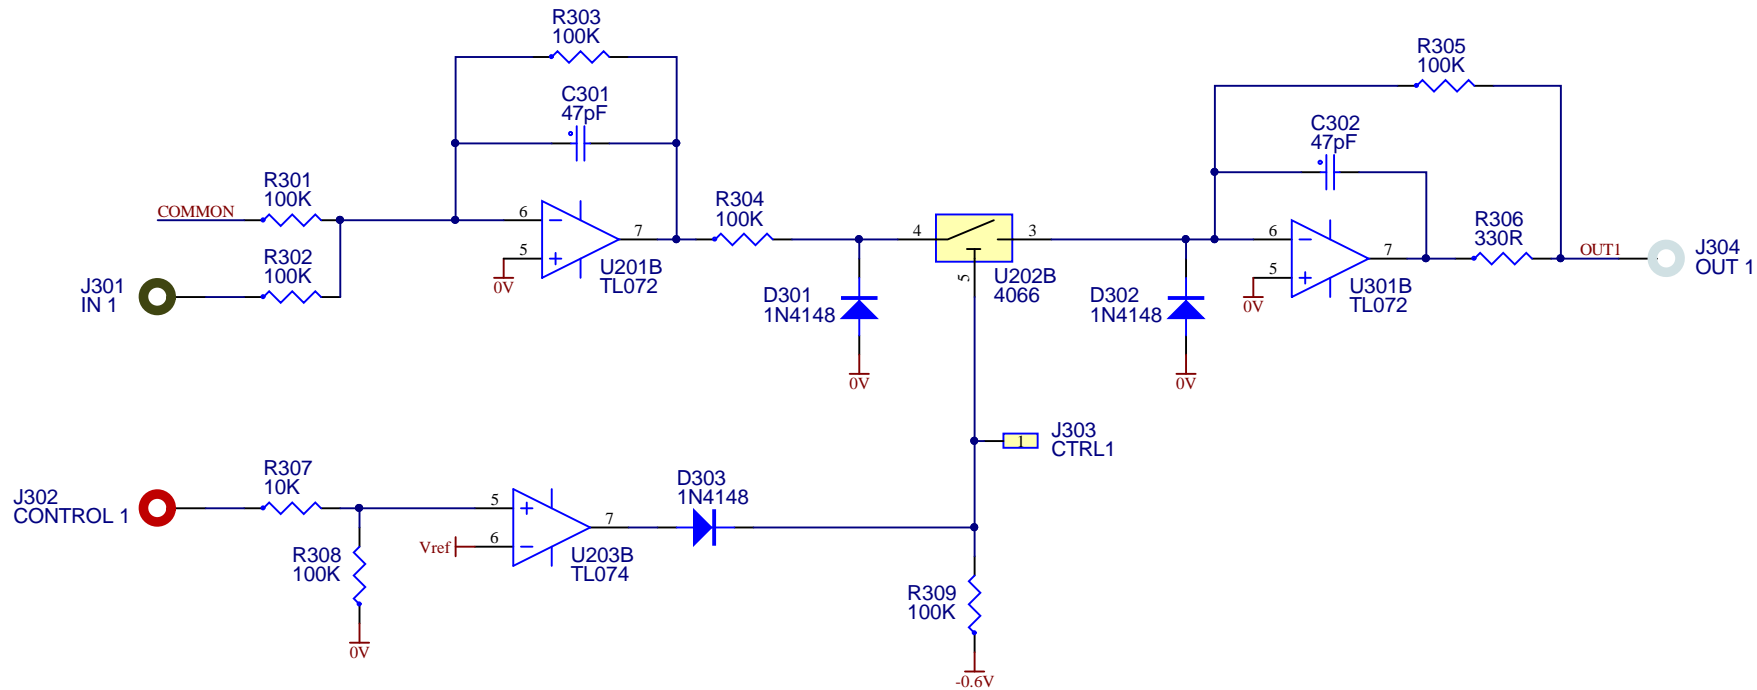 R303
100K
C301
47pF
R305
100K
C302
47pF
R301
100K
COMMON
R302
100K
J301
IN 1
6
5
7
0V
U201B
TL072
R304
100K
4
3
5
U202B
4066
D301
1N4148
0V
D302
1N4148
0V
6
5
7
0V
U301B
TL072
R306
330R
OUT1
J304
OUT 1
J303
CTRL1
1
J302
CONTROL 1
R307
10K
R308
100K
0V
5
6
7
Vref
U203B
TL074
D303
1N4148
R309
100K
-0.6V